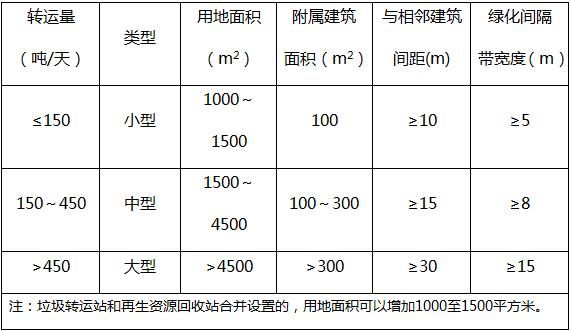 转运量 类型 用地面积 附属建筑 与相邻建筑 绿化间隔
（吨/天） （m²） 面积（m²） 间距(m) 带宽度（m）
≤150 小型 1000～ 100 ≥10 ≥5
1500
150～450 中型 1500～ 100～300 ≥15 ≥8
4500
>450 大型 >4500 >300 ≥30 ≥15
注：垃圾转运站和再生资源回收站合并设置的，用地面积可以增加1000至1500平方米。